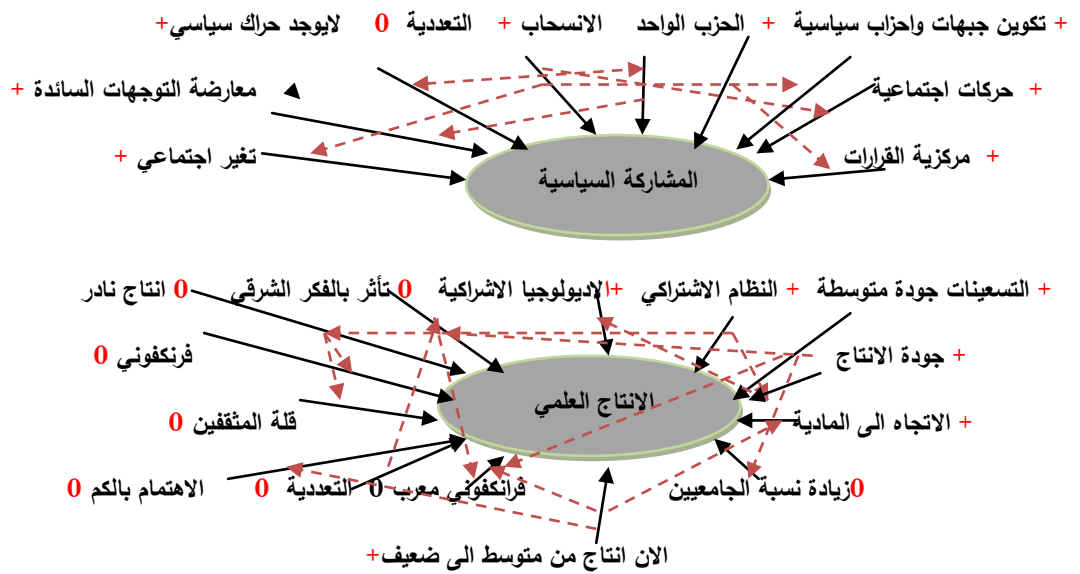 + تكوين جبهات واحزاب سياسية + الحزب الواحد الانسحاب + التعددية 0 لايوجد حراك سياسي+
+ حركات اجتماعية معارضة التوجهات السائدة +
+ مركزية القرارات تغير اجتماعي +
المشاركة السياسية
+ التسعينات جودة متوسطة + النظام الاشتراكي +الاديولوجيا الاشراكية 0 تأثر بالفكر الشرقي 0 انتاج نادر
+ جودة الانتاج فرنكفوني 0
الانتاج العلمي
+ الاتجاه الى المادية قلة المثقفين 0
0زيادة نسبة الجامعيين فرانكفوني معرب 0 التعددية 0 الاهتمام بالكم 0
الان انتاج من متوسط الى ضعيف+